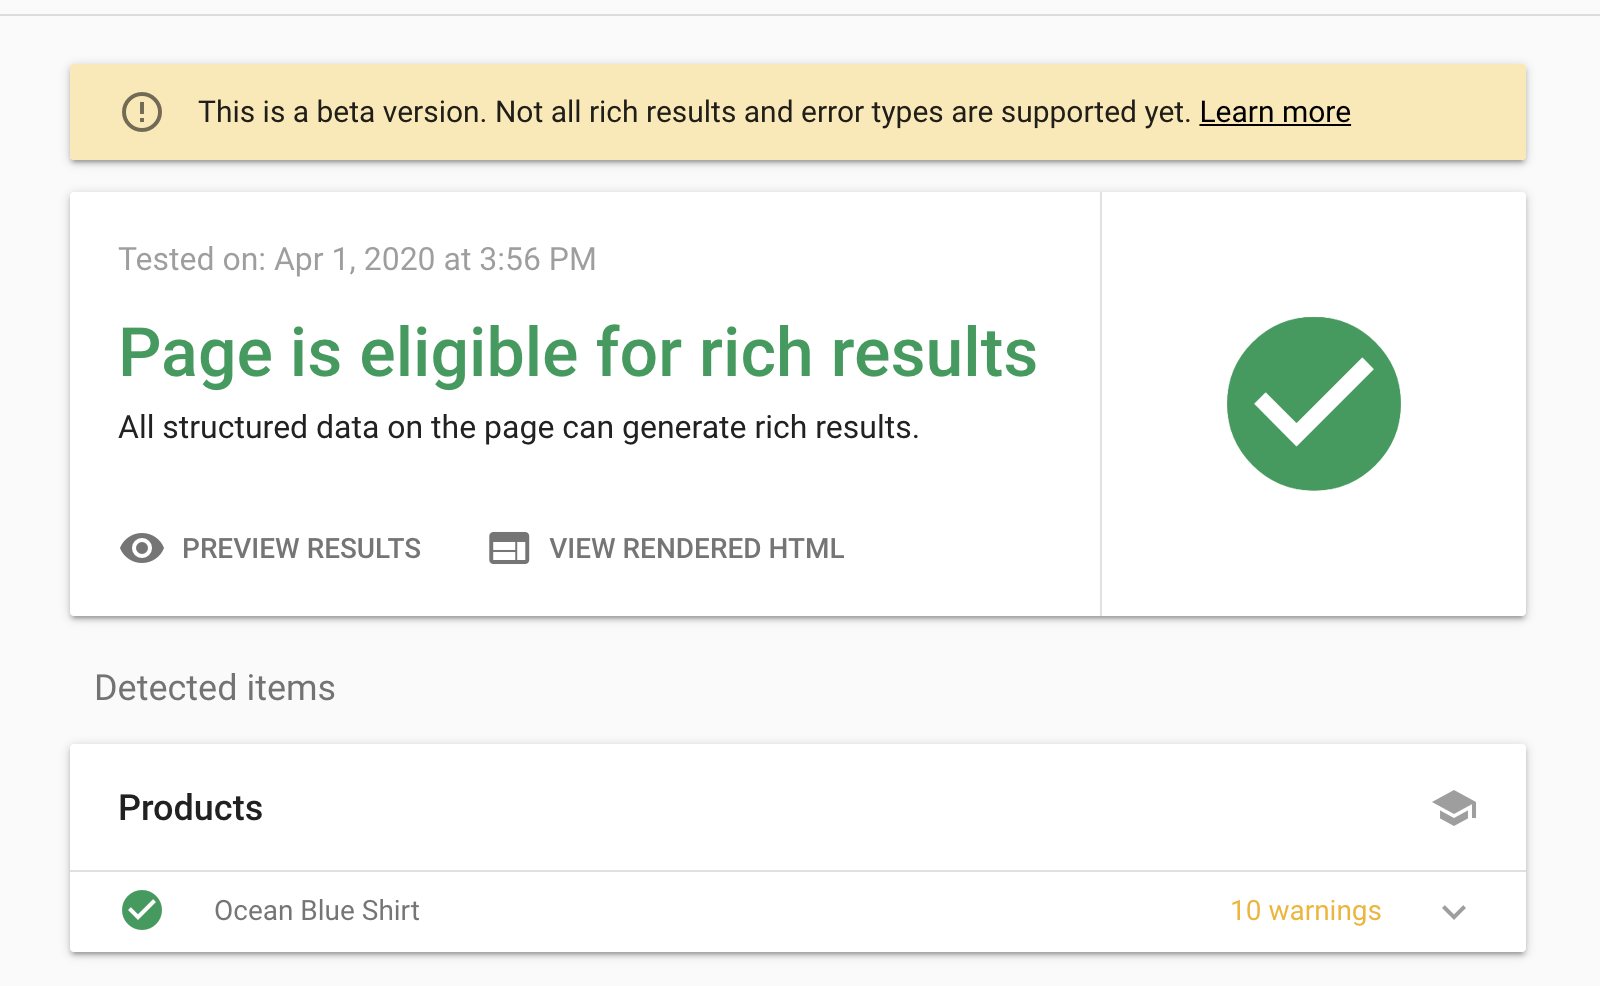 This is a beta version. Not all rich results and error types are supported yet. Learn more
Tested on: Apr 1, 2020 at 3:56 PM
Page is eligible for rich results
All structured data on the page can generate rich results.
PREVIEW RESULTS VIEW RENDERED HTML
Detected items
Products
Ocean Blue Shirt 10 warnings